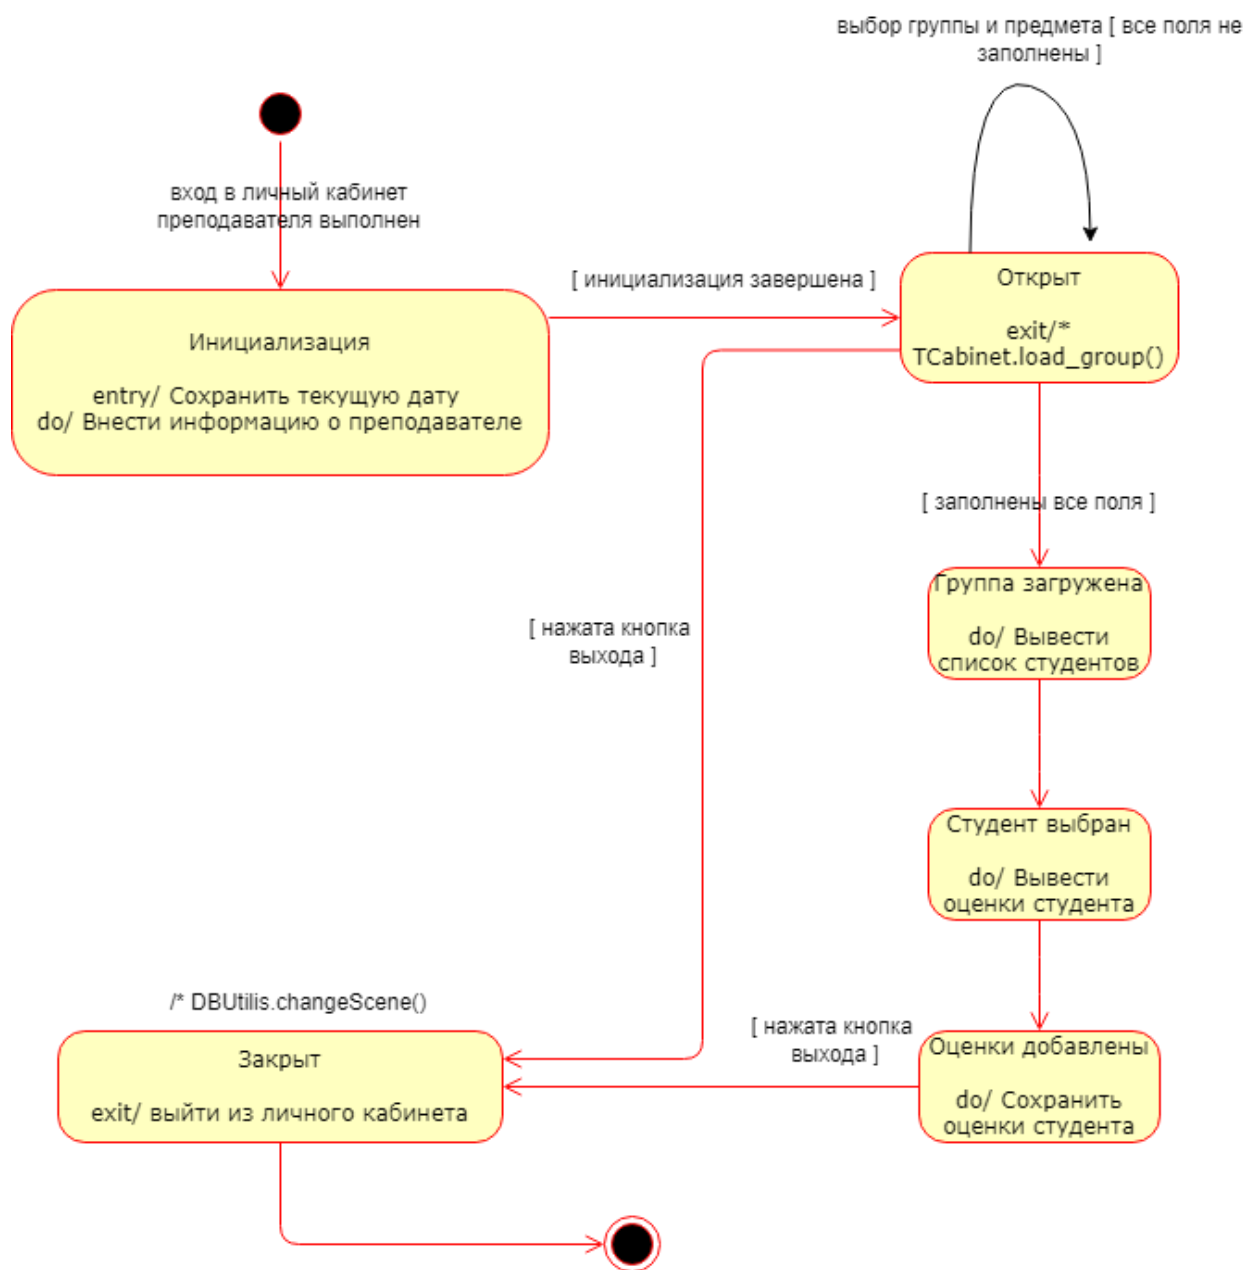 выбор группы и предмета [ все поля не
заполнены ]
вход в личный кабинет
преподавателя выполнен
[ инициализация завершена ]
Открыт
exit/*
TCabinet.load_group()
Инициализация
entry/ Сохранить текущую дату
do/ Внести информацию о преподавателе
[ заполнены все поля ]
Группа загружена
do/ Вывести
список студентов
[ нажата кнопка
выхода ]
Студент выбран
do/ Вывести
оценки студента
/* DBUtilis.changeScene()
[ нажата кнопка
выхода ]
Закрыт
exit/ выйти из личного кабинета
Оценки добавлены
do/ Сохранить
оценки студента